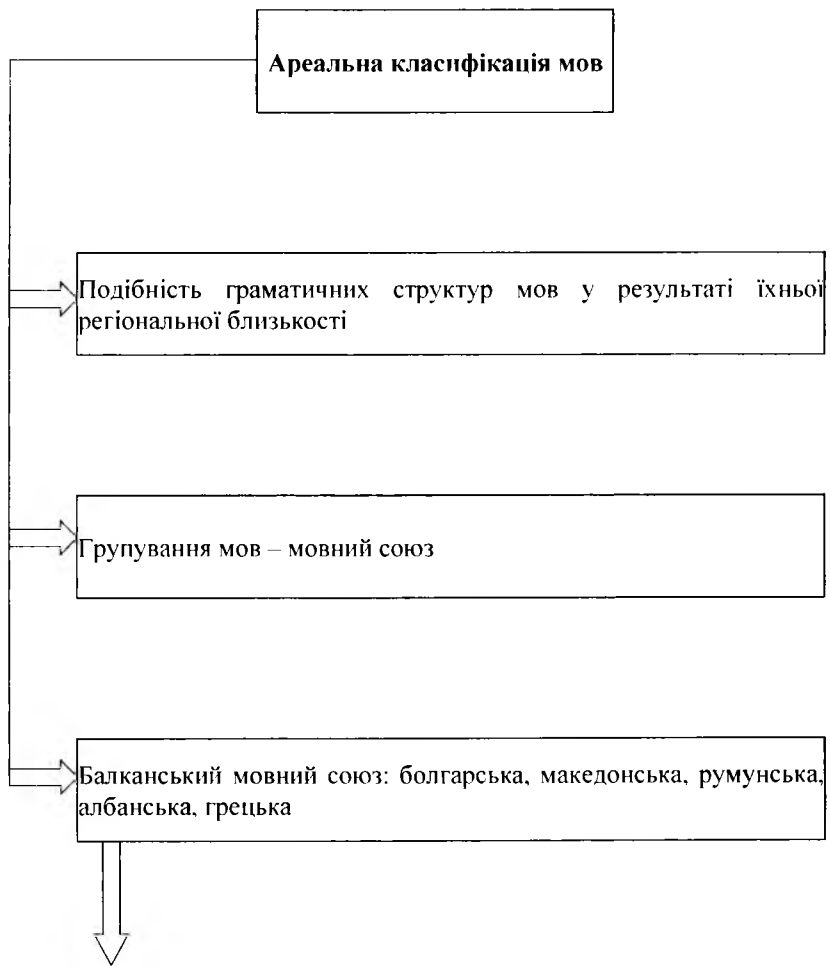 Ареальна класифікація мов
Подібність граматичних структур мов у результаті їхньої
регіональної близькості
Групування мов – мовний союз
Балканський мовний союз: болгарська, македонська, румунська,
албанська, грецька